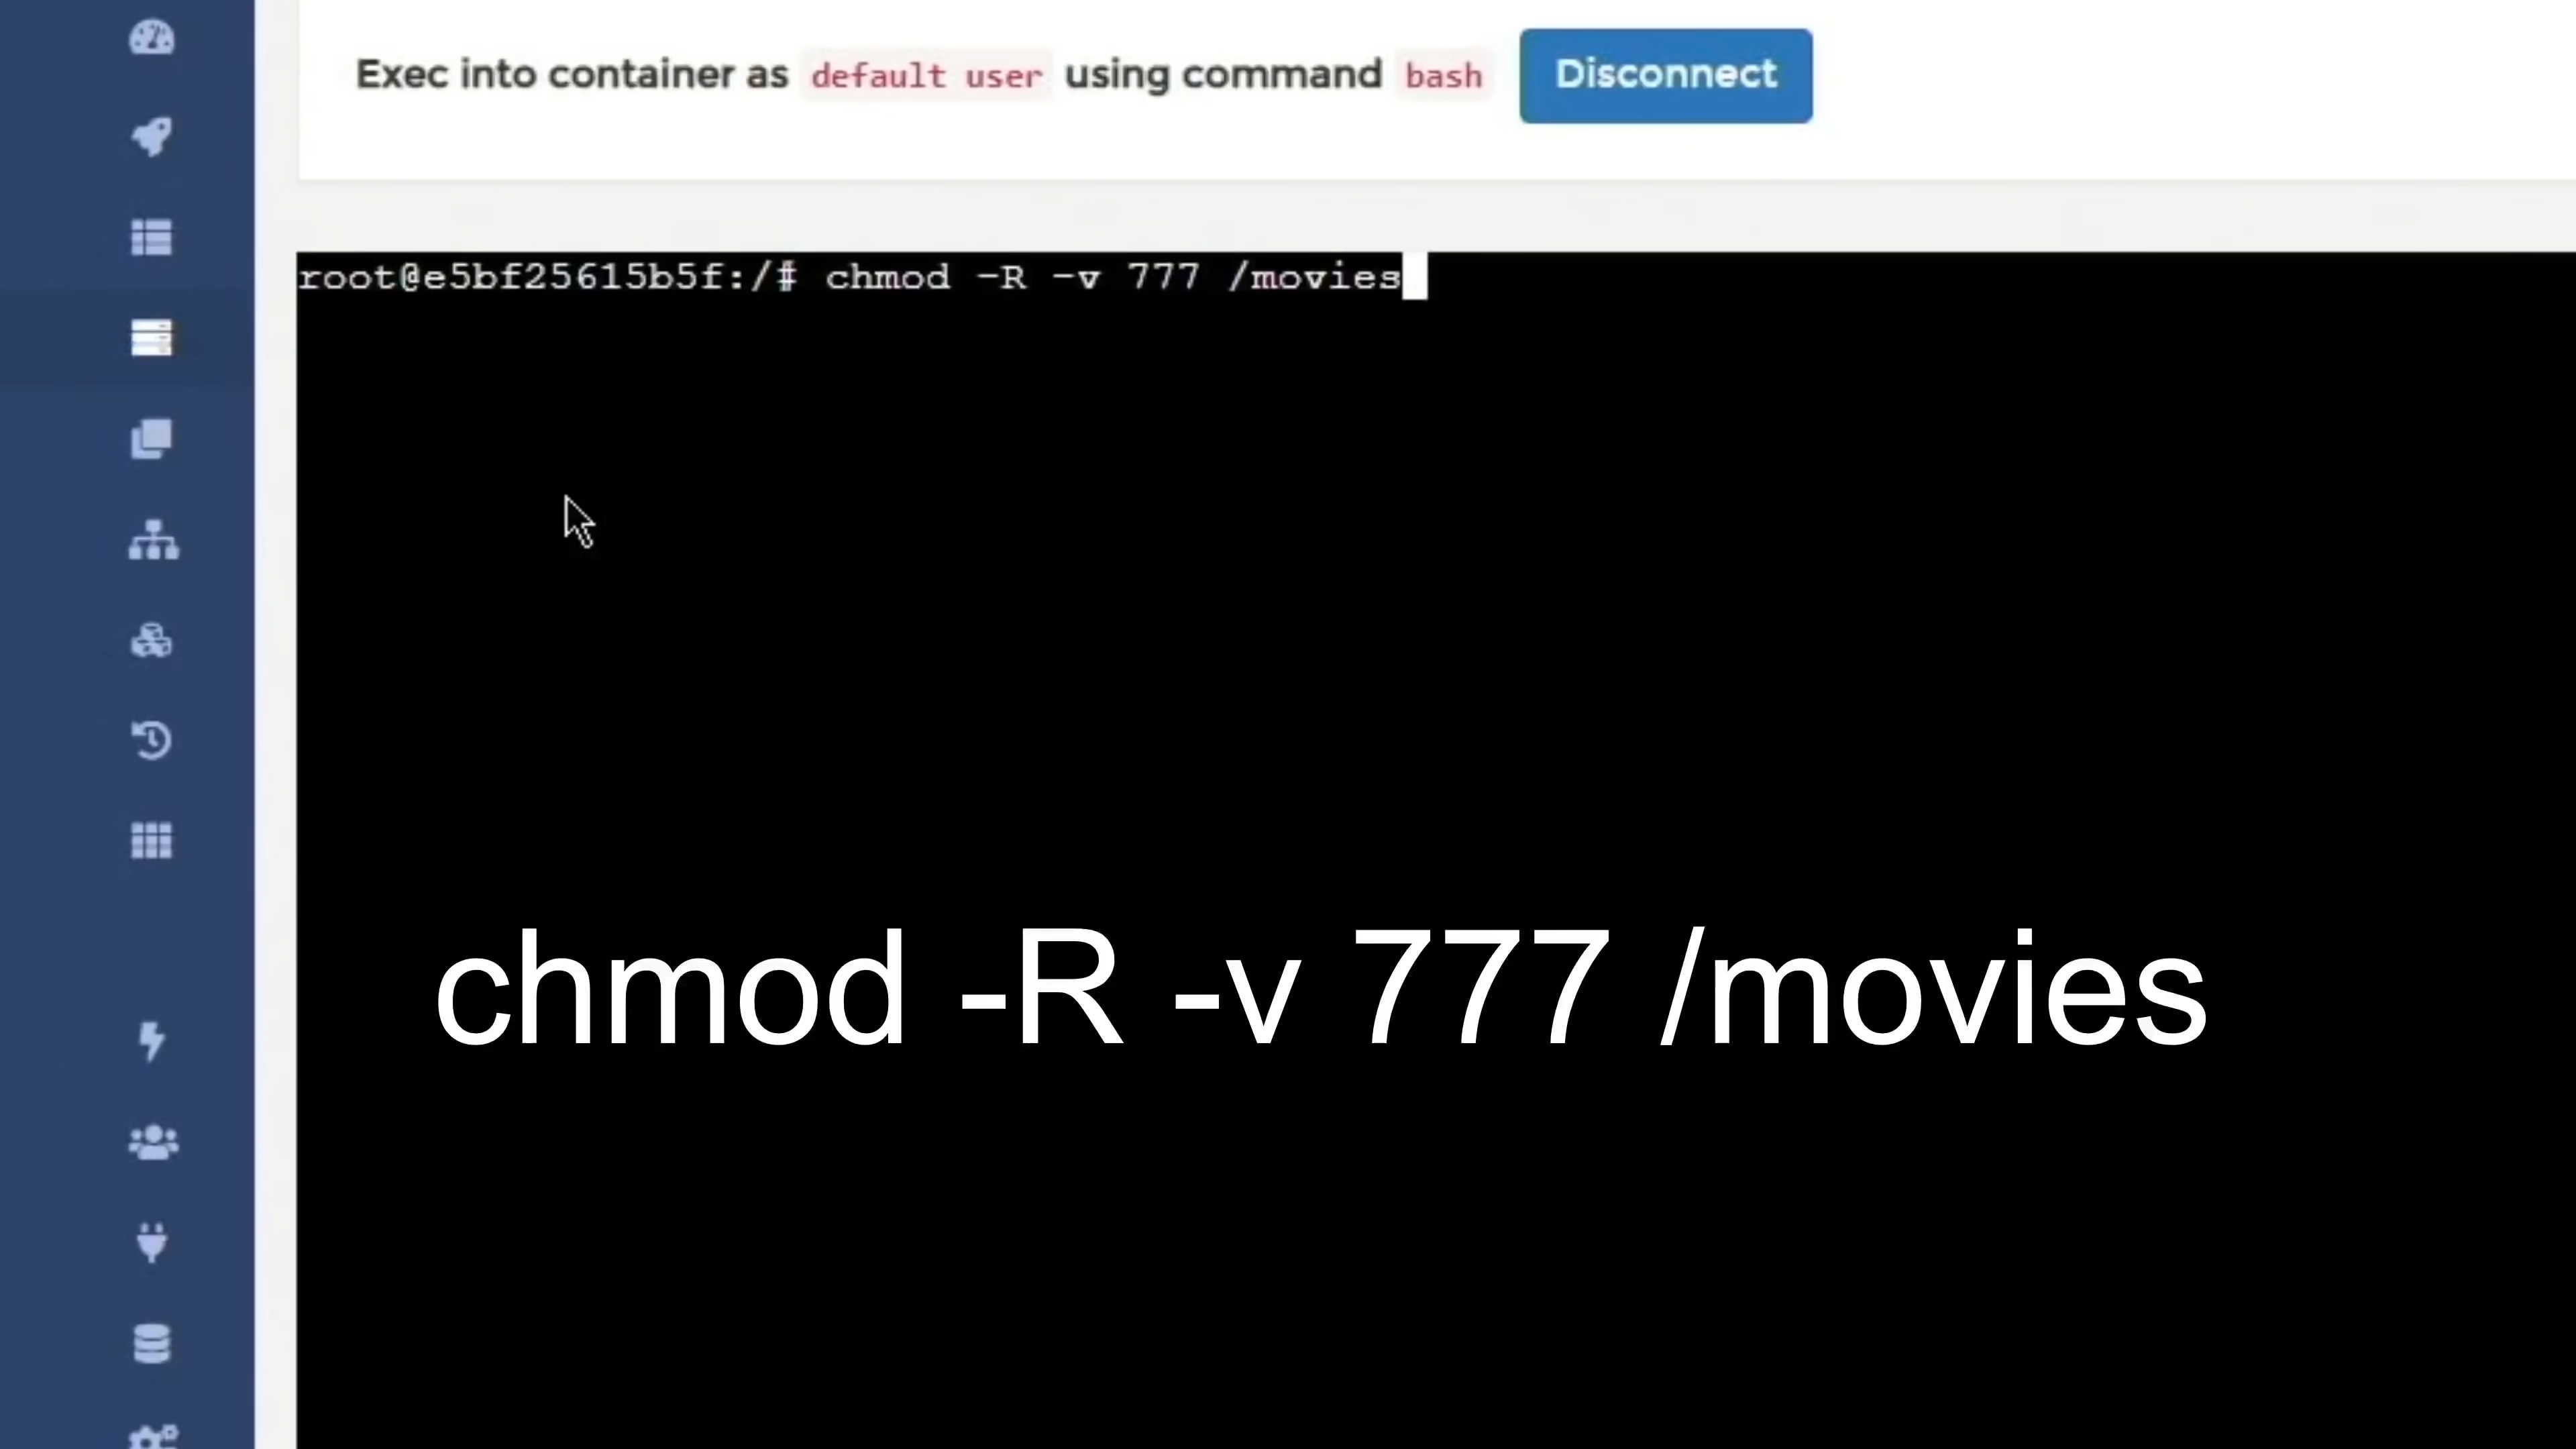 Exec into container as default user using command bash Disconnect
root@e5bf25615b5f:/# chmod -R -v 777 /movies
chmod -R -v 777 /movies